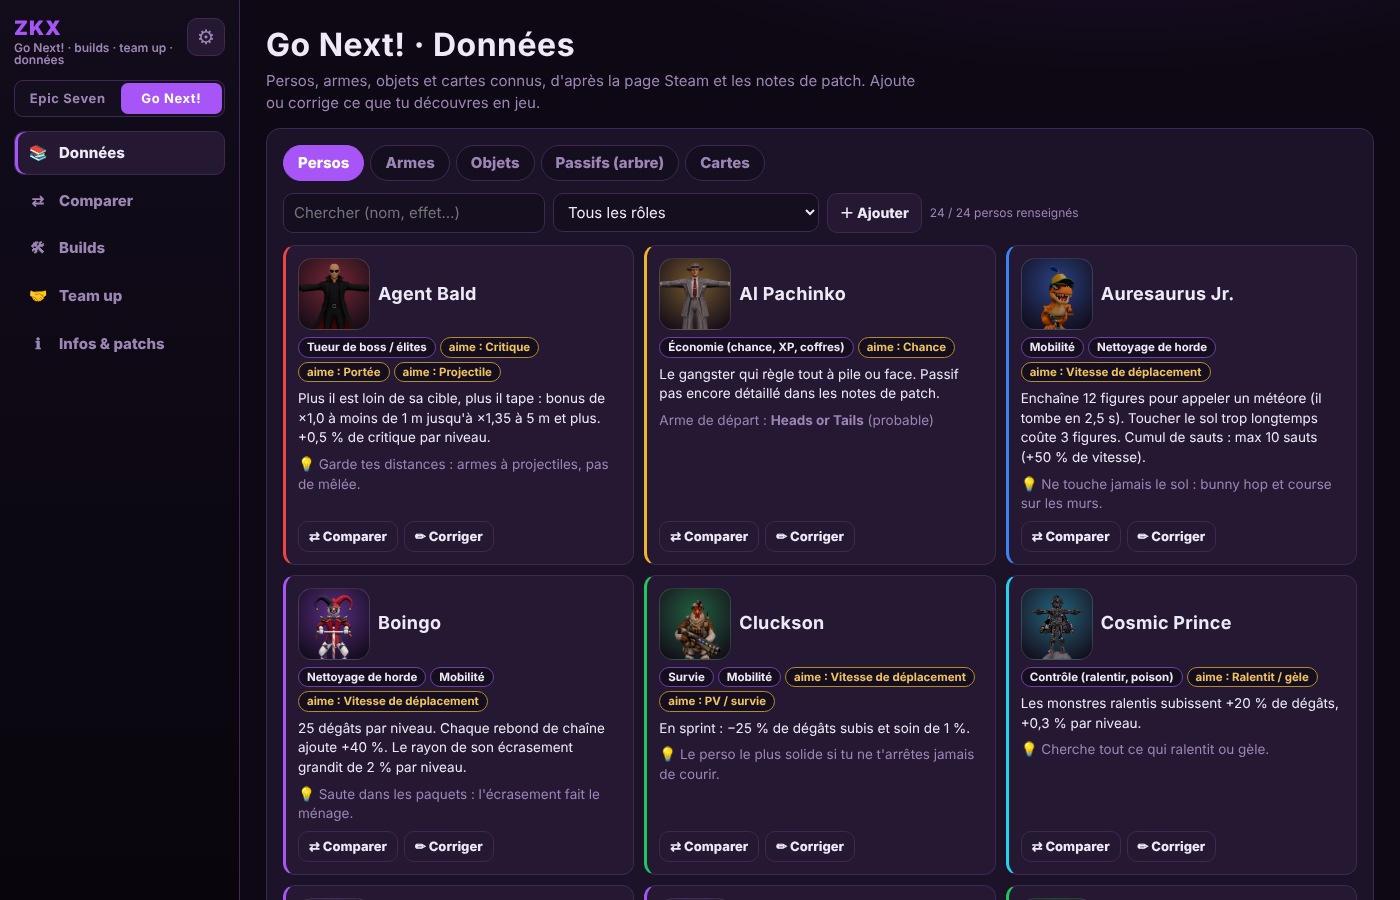 ZKX
Go Next! · builds · team up ·
données
⚙
Epic Seven
Go Next!
Données
Comparer
Builds
Team up
Infos & patchs
Go Next! · Données
Persos, armes, objets et cartes connus, d'après la page Steam et les notes de patch. Ajoute
ou corrige ce que tu découvres en jeu.
Persos
Armes
Objets
Passifs (arbre)
Cartes
Chercher (nom, effet…)
Tous les rôles
+ Ajouter
24 / 24 persos renseignés
Agent Bald
Tueur de boss / élites
aime : Critique
aime : Portée
aime : Projectile
Plus il est loin de sa cible, plus il tape : bonus de
×1,0 à moins de 1 m jusqu'à ×1,35 à 5 m et plus.
+0,5 % de critique par niveau.
💡 Garde tes distances : armes à projectiles, pas
de mêlée.
⇄ Comparer
✏ Corriger
Al Pachinko
Économie (chance, XP, coffres)
aime : Chance
Le gangster qui règle tout à pile ou face. Passif
pas encore détaillé dans les notes de patch.
Arme de départ : Heads or Tails (probable)
⇄ Comparer
✏ Corriger
Auresaurus Jr.
Mobilité
Nettoyage de horde
aime : Vitesse de déplacement
Enchaîne 12 figures pour appeler un météore (il
tombe en 2,5 s). Toucher le sol trop longtemps
coûte 3 figures. Cumul de sauts : max 10 sauts
(+50 % de vitesse).
💡 Ne touche jamais le sol : bunny hop et course
sur les murs.
⇄ Comparer
✏ Corriger
Boingo
Nettoyage de horde
Mobilité
aime : Vitesse de déplacement
25 dégâts par niveau. Chaque rebond de chaîne
ajoute +40 %. Le rayon de son écrasement
grandit de 2 % par niveau.
💡 Saute dans les paquets : l'écrasement fait le
ménage.
⇄ Comparer
✏ Corriger
Cluckson
Survie
Mobilité
aime : Vitesse de déplacement
aime : PV / survie
En sprint : −25 % de dégâts subis et soin de 1 %.
💡 Le perso le plus solide si tu ne t'arrêtes jamais
de courir.
⇄ Comparer
✏ Corriger
Cosmic Prince
Contrôle (ralentir, poison)
aime : Ralentit / gèle
Les monstres ralentis subissent +20 % de dégâts,
+0,3 % par niveau.
💡 Cherche tout ce qui ralentit ou gèle.
⇄ Comparer
✏ Corriger